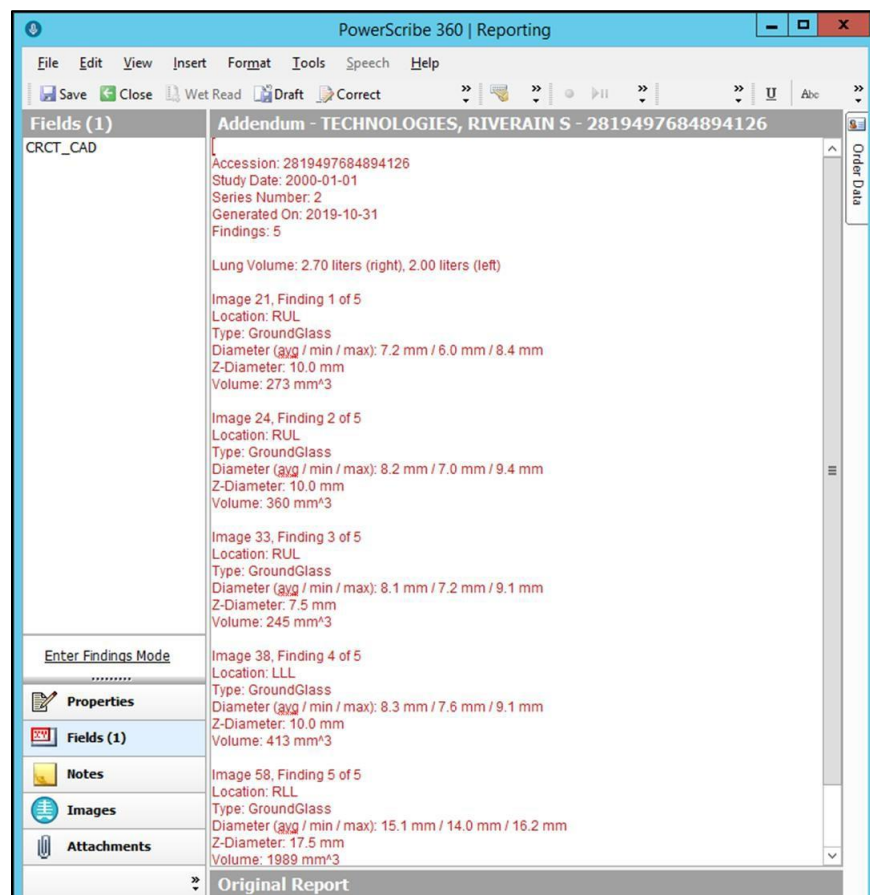 PowerScribe 360 | Reporting
File Edit View Insert Format Tools Speech Help
Save Close Wet Read Draft Correct U Abc
Fields (1)
CRCT_CAD
Addendum - TECHNOLOGIES, RIVERAIN S - 2819497684894126
[
Accession: 2819497684894126
Study Date: 2000-01-01
Series Number: 2
Generated On: 2019-10-31
Findings: 5
Lung Volume: 2.70 liters (right), 2.00 liters (left)
Image 21, Finding 1 of 5
Location: RUL
Type: GroundGlass
Diameter (avg / min / max): 7.2 mm / 6.0 mm / 8.4 mm
Z-Diameter: 10.0 mm
Volume: 273 mm^3
Image 24, Finding 2 of 5
Location: RUL
Type: GroundGlass
Diameter (avg / min / max): 8.2 mm / 7.0 mm / 9.4 mm
Z-Diameter: 10.0 mm
Volume: 360 mm^3
Image 33, Finding 3 of 5
Location: RUL
Type: GroundGlass
Diameter (avg / min / max): 8.1 mm / 7.2 mm / 9.1 mm
Z-Diameter: 7.5 mm
Volume: 245 mm^3
Image 38, Finding 4 of 5
Location: LLL
Type: GroundGlass
Diameter (avg / min / max): 8.3 mm / 7.6 mm / 9.1 mm
Z-Diameter: 10.0 mm
Volume: 413 mm^3
Image 58, Finding 5 of 5
Location: RLL
Type: GroundGlass
Diameter (avg / min / max): 15.1 mm / 14.0 mm / 16.2 mm
Z-Diameter: 17.5 mm
Volume: 1989 mm^3
Original Report
Order Data
Enter Findings Mode
Properties
Fields (1)
Notes
Images
Attachments